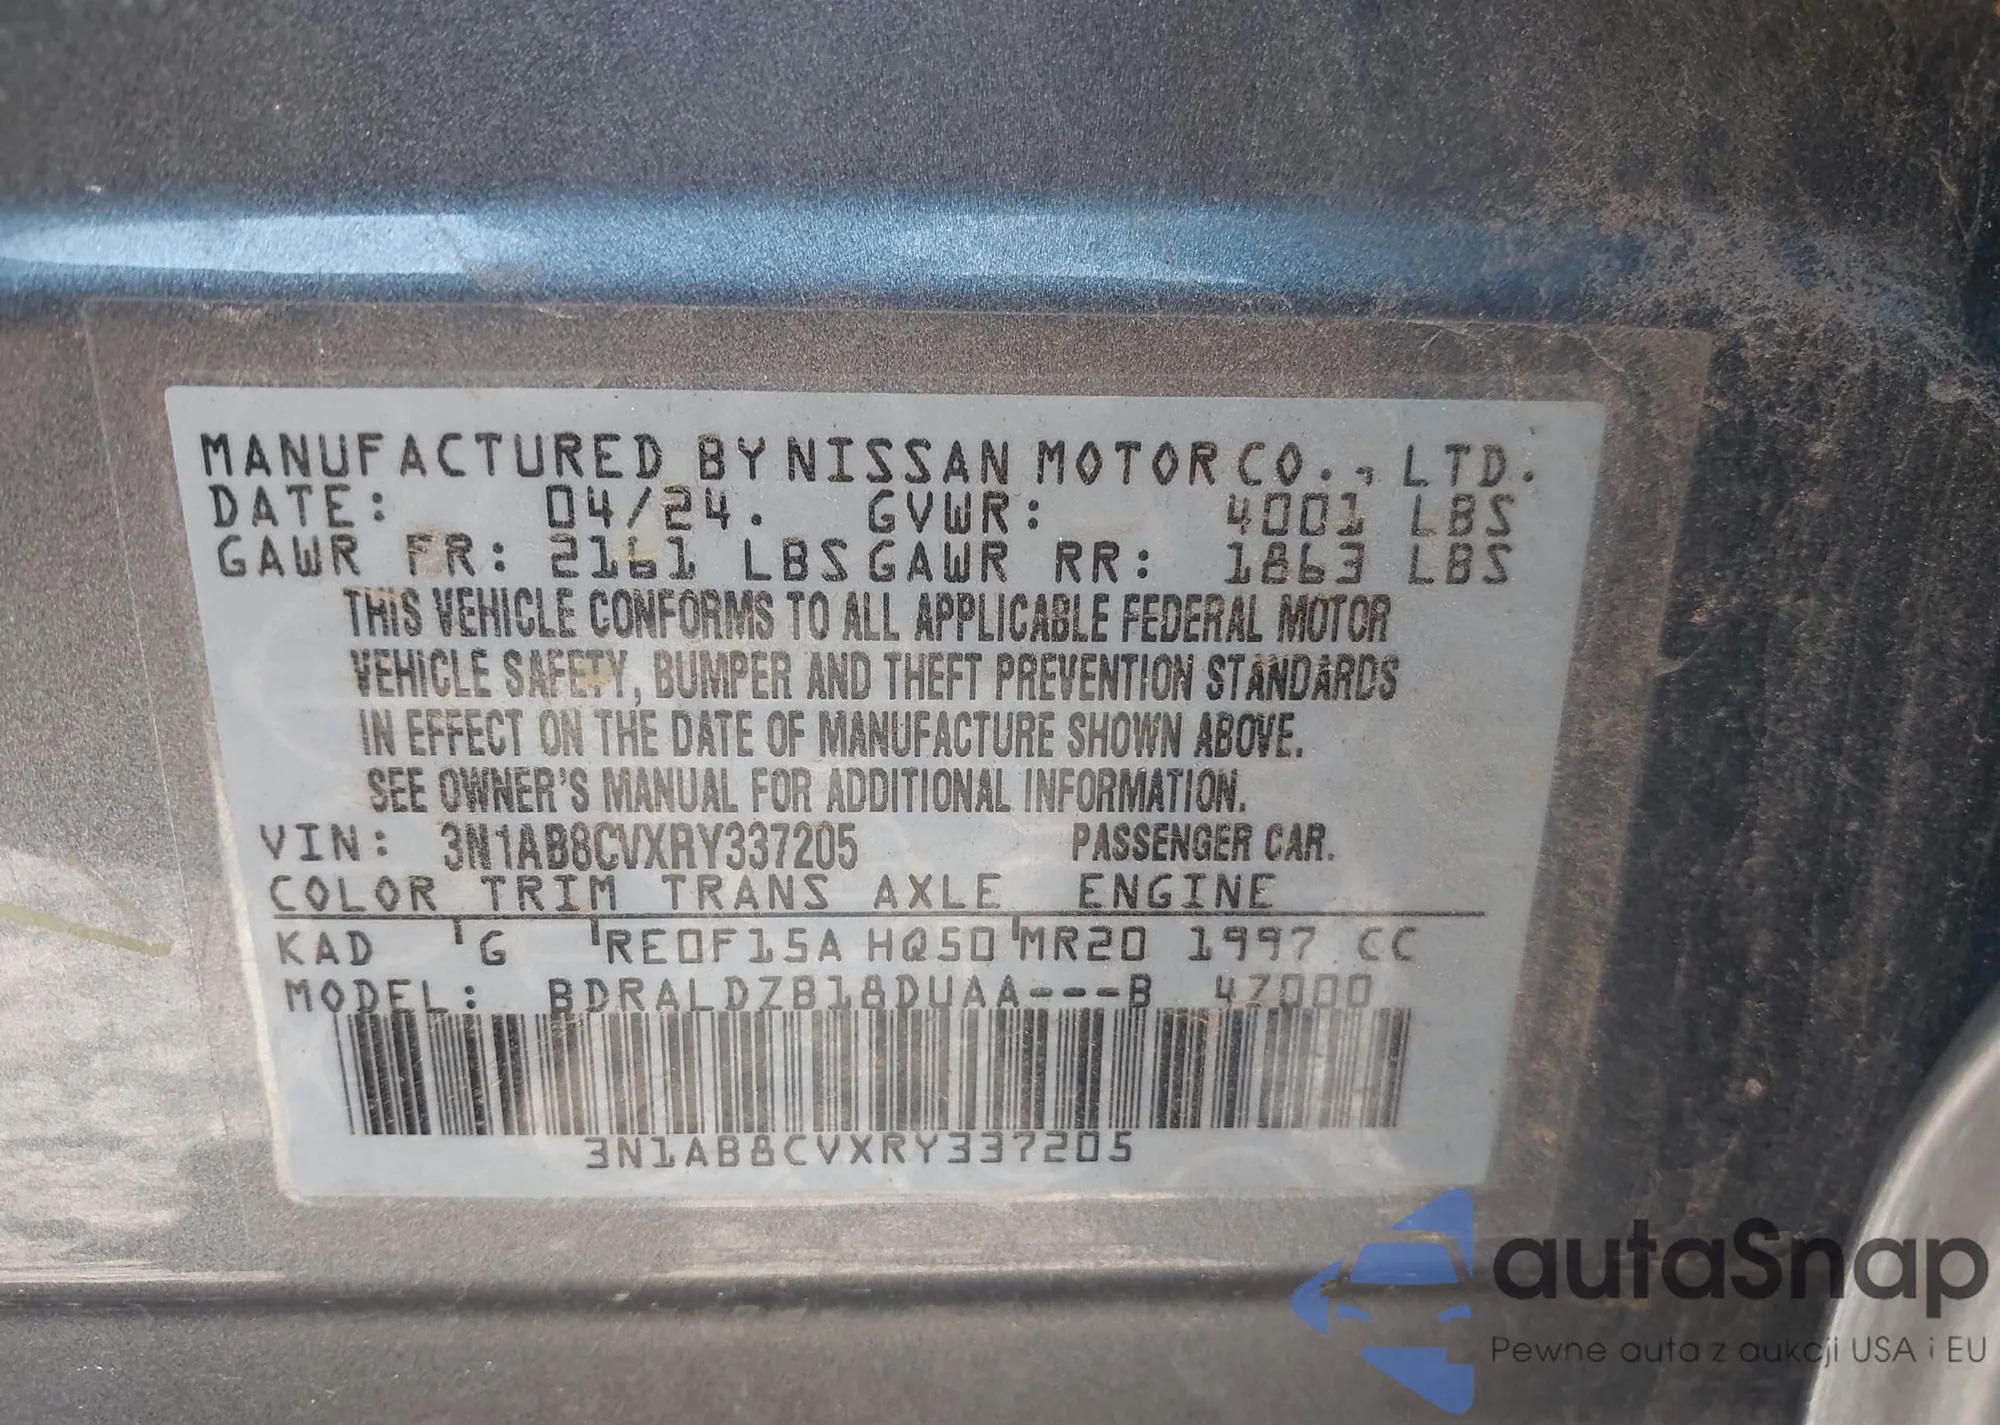 MANUFACTURED BY NISSAN MOTOR CO., LTD.
DATE: 04/24. GVWR: 4001 LBS
GAWR FR: 2161 LBS GAWR RR: 1863 LBS
THIS VEHICLE CONFORMS TO ALL APPLICABLE FEDERAL MOTOR
VEHICLE SAFETY, BUMPER AND THEFT PREVENTION STANDARDS
IN EFFECT ON THE DATE OF MANUFACTURE SHOWN ABOVE.
SEE OWNER'S MANUAL FOR ADDITIONAL INFORMATION.
VIN: 3N1AB8CVXRY337205 PASSENGER CAR.
COLOR TRIM TRANS AXLE ENGINE
KAD G RE0F15A HQ50 MR20 1997 CC
MODEL: BDRALDZB18DUAA---B 47000
3N1AB8CVXRY337205
autaSnap
Pewne auta z aukcji USA i EU